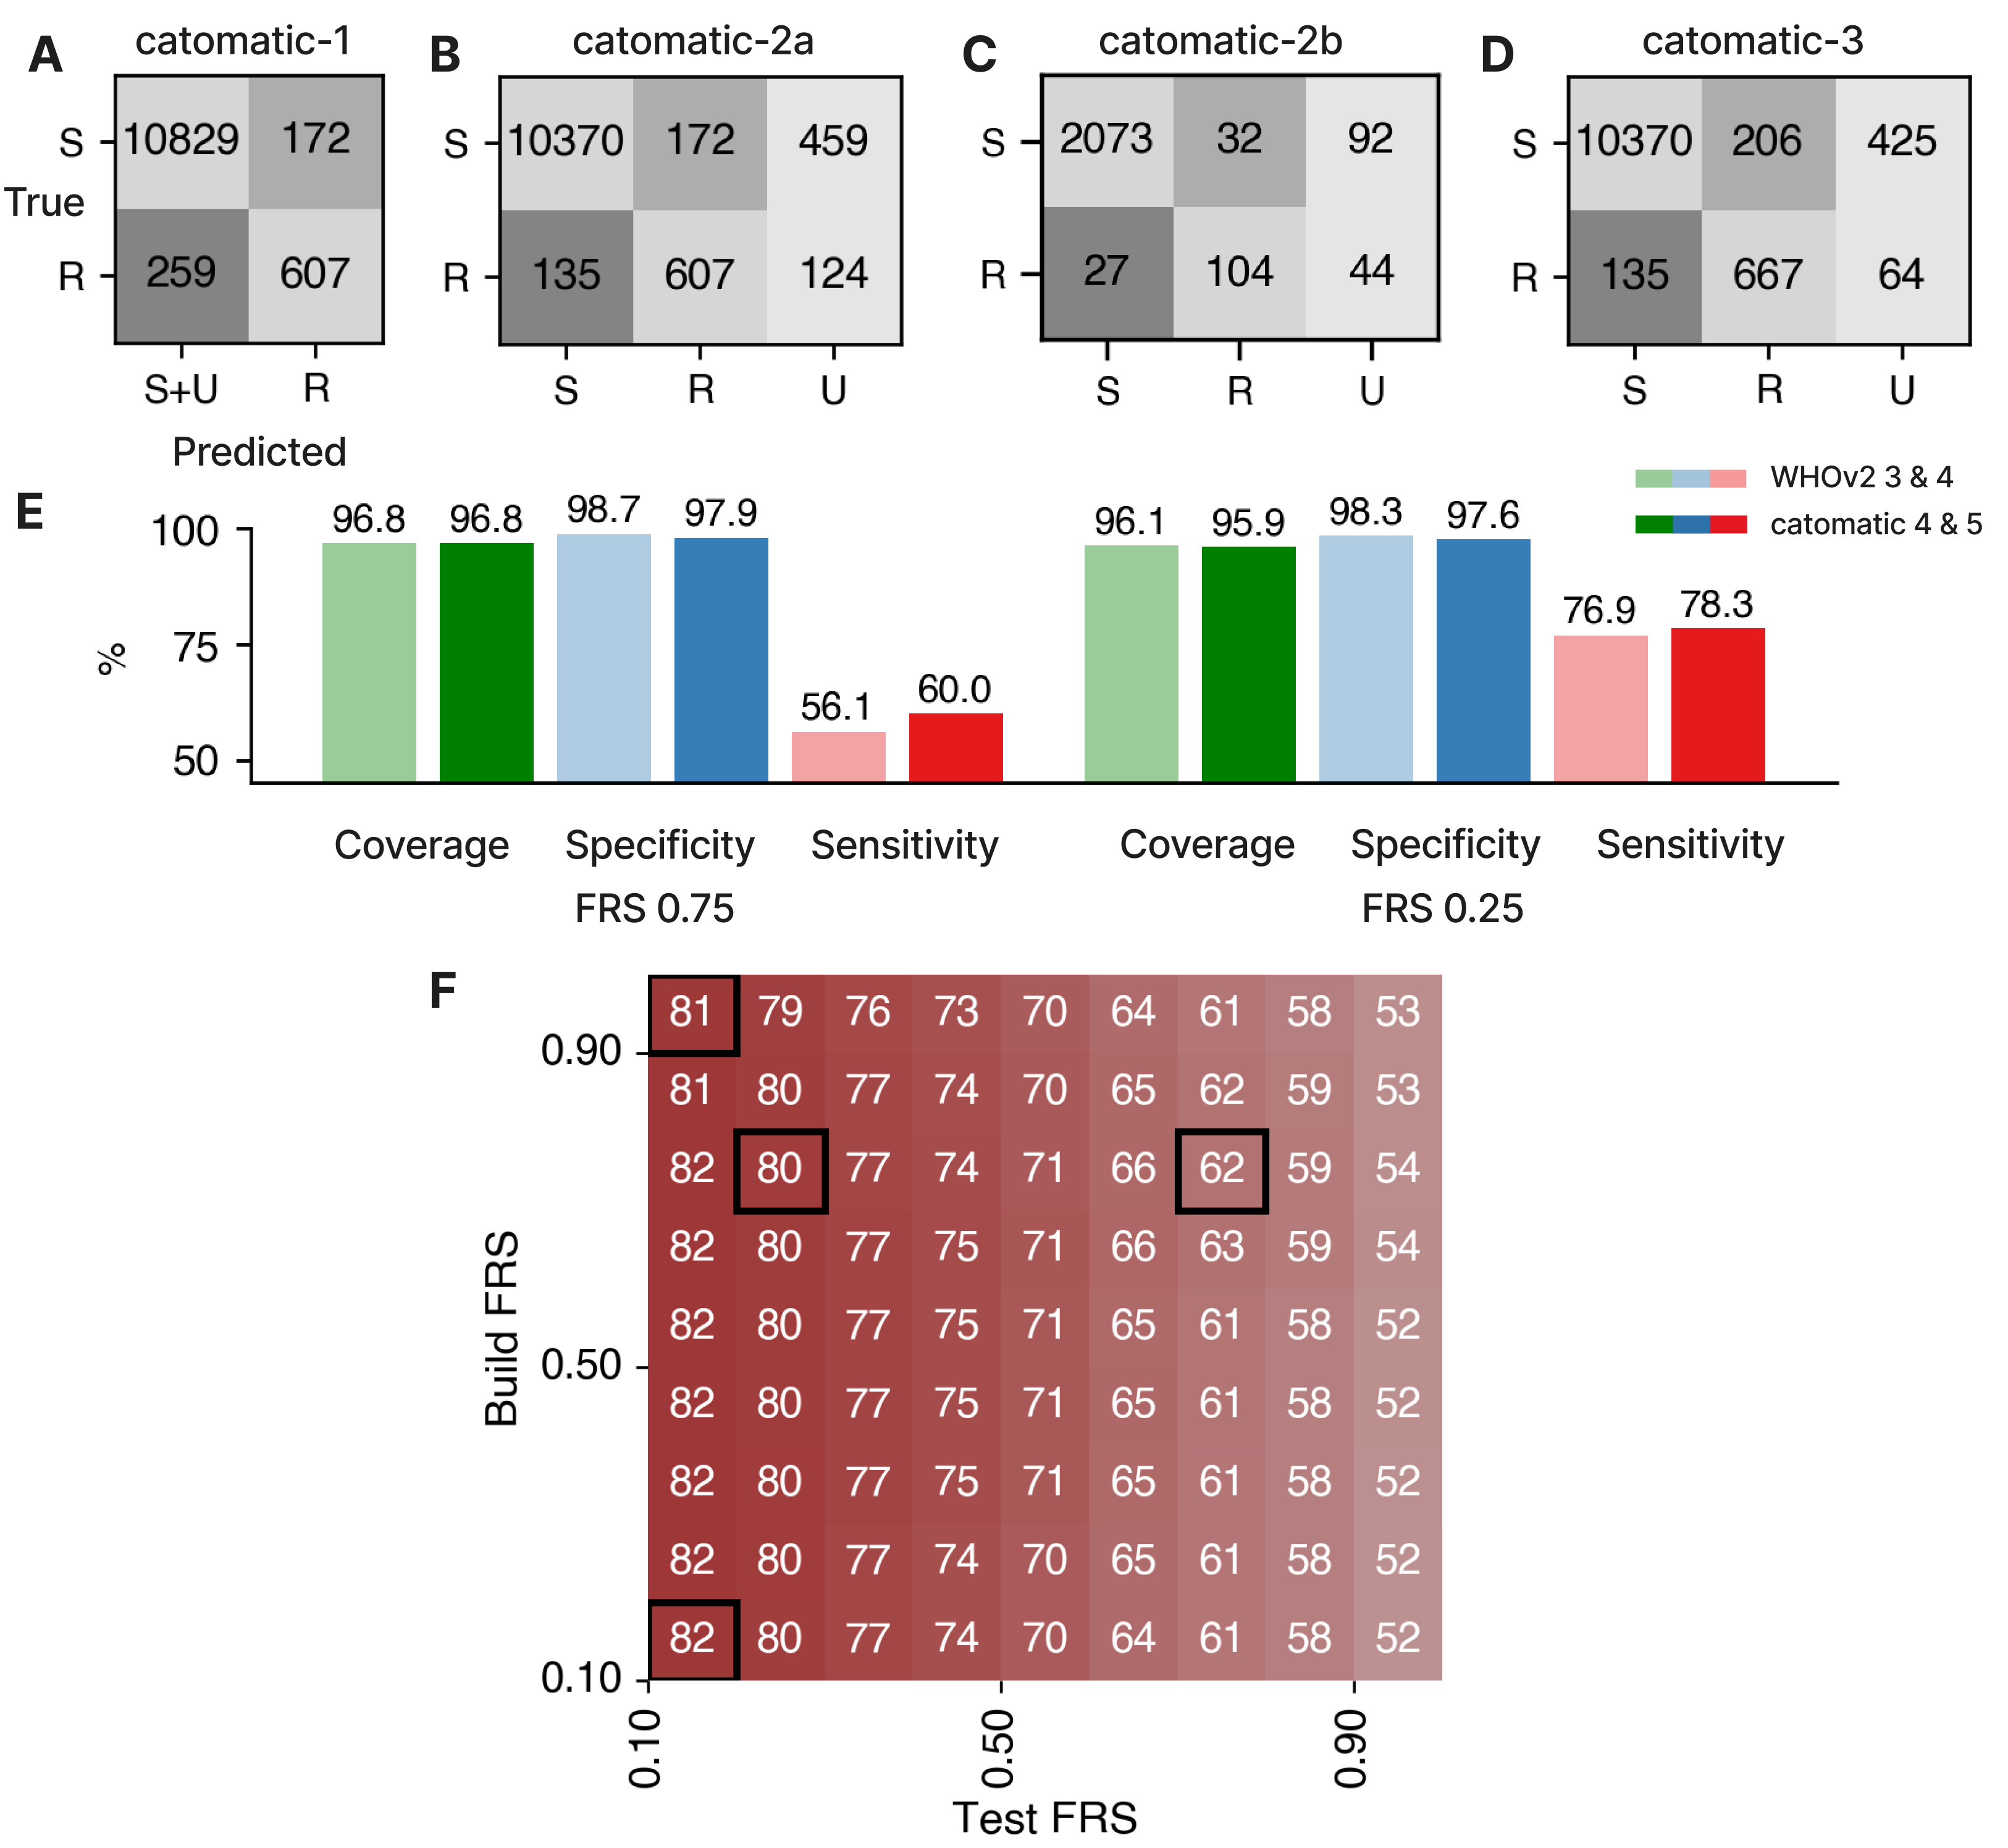 A catomatic-1 B catomatic-2a C catomatic-2b D catomatic-3
S 10829 172 S 10370 172 459 S 2073 32 92 S 10370 206 425
True
R 259 607 R 135 607 124 R 27 104 44 R 135 667 64
S+U R S R U S R U S R U
Predicted
E
WHOv2 3 & 4
catomatic 4 & 5
96.8 96.8 98.7 97.9 56.1 60.0 96.1 95.9 98.3 97.6 76.9 78.3
100
75
50
%
Coverage Specificity Sensitivity Coverage Specificity Sensitivity
FRS 0.75 FRS 0.25
F
81 79 76 73 70 64 61 58 53
0.90
81 80 77 74 70 65 62 59 53
82 80 77 74 71 66 62 59 54
82 80 77 75 71 66 63 59 54
82 80 77 75 71 65 61 58 52
0.50
82 80 77 75 71 65 61 58 52
82 80 77 75 71 65 61 58 52
82 80 77 74 70 65 61 58 52
82 80 77 74 70 64 61 58 52
0.10
Build FRS
0.10 0.50 0.90
Test FRS